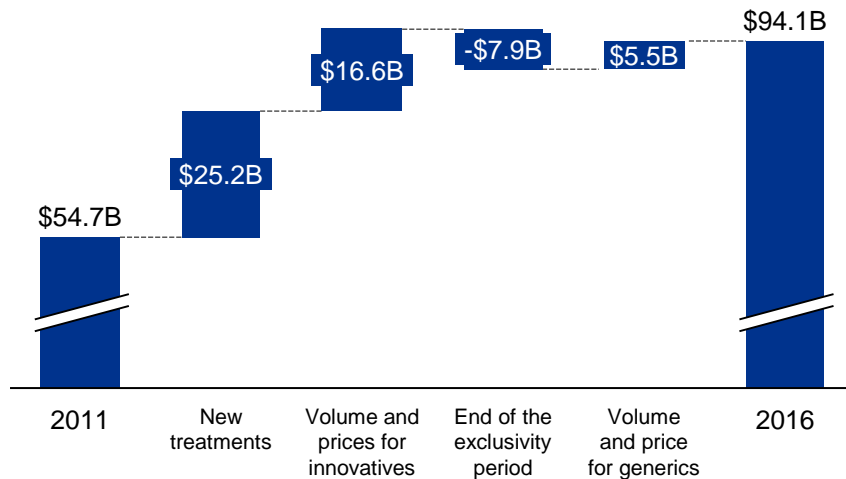 $54.7B
$25.2B
$16.6B
-$7.9B
$5.5B
$94.1B
2011
New
treatments
Volume and
prices for
innovatives
End of the
exclusivity
period
Volume
and price
for generics
2016